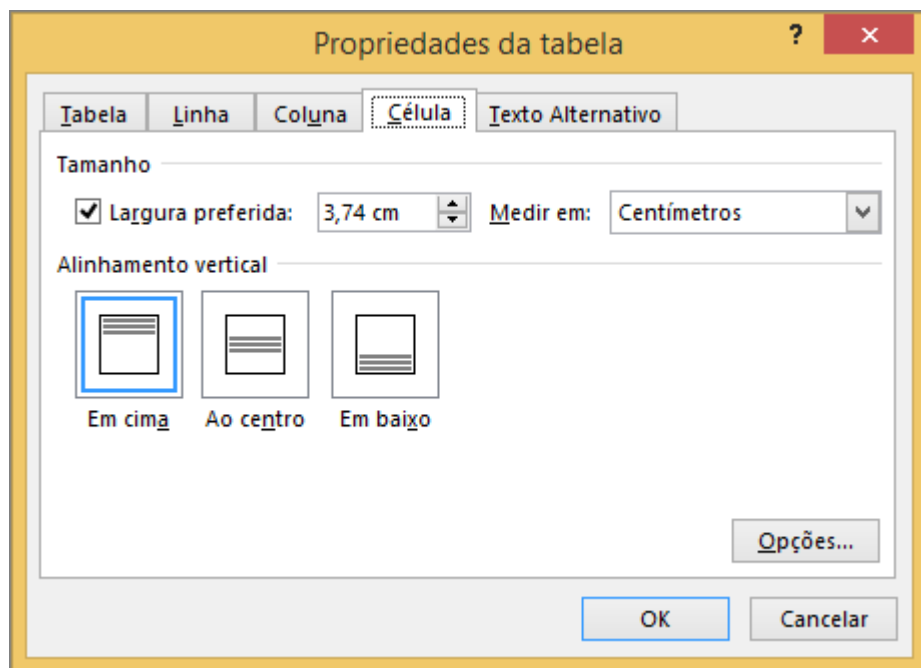 Propriedades da tabela ? ×
Tabela Linha Coluna Célula Texto Alternativo
Tamanho
Largura preferida: 3,74 cm Medir em: Centímetros
Alinhamento vertical
Em cima Ao centro Em baixo
Opções...
OK Cancelar